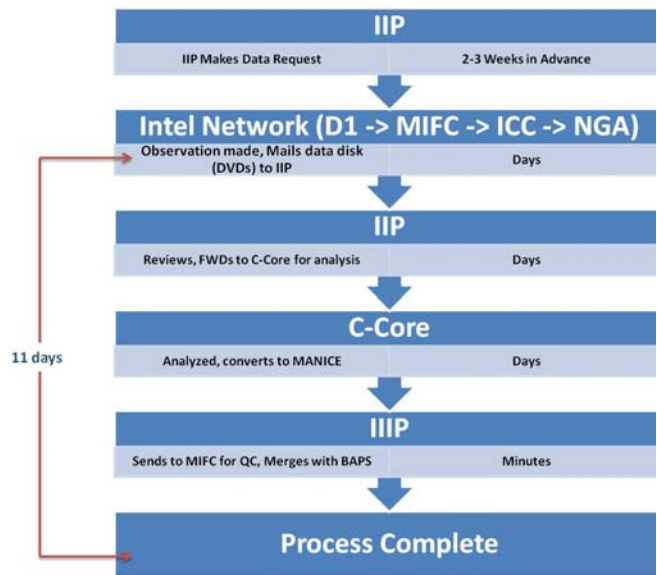 IIP
IIP Makes Data Request
2-3 Weeks in Advance
Intel Network (D1 -> MIFC -> ICC -> NGA)
Observation made, Mails data disk
(DVDs) to IIP
Days
IIP
Reviews, FWDs to C-Core for analysis
Days
C-Core
11 days
Analyzed, converts to MANICE
Days
IIIP
Sends to MIFC for QC, Merges with BAPS
Minutes
Process Complete